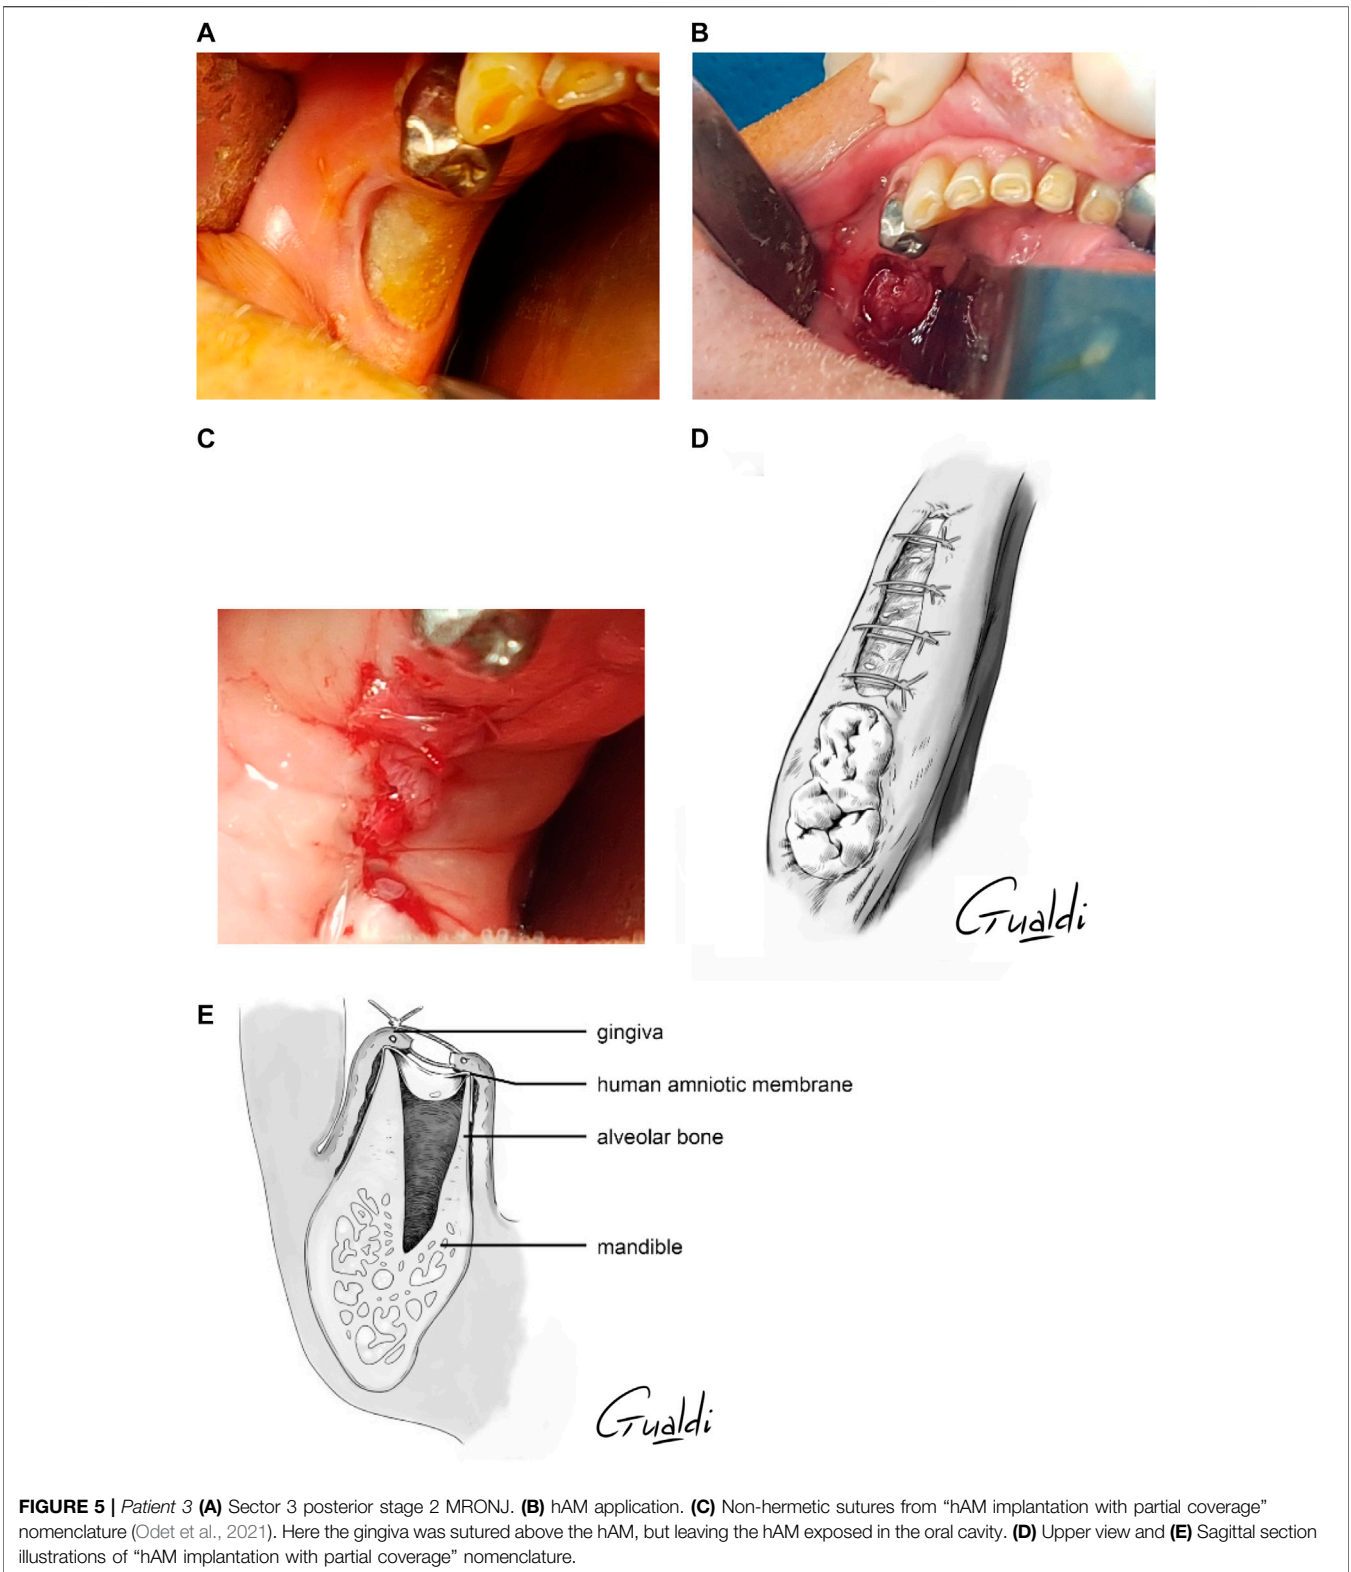 A
B
C
D
Gualdi
E
gingiva
human amniotic membrane
alveolar bone
mandible
Gualdi
FIGURE 5 | Patient 3 (A) Sector 3 posterior stage 2 MRONJ. (B) hAM application. (C) Non-hermetic sutures from “hAM implantation with partial coverage”
nomenclature (Odet et al., 2021). Here the gingiva was sutured above the hAM, but leaving the hAM exposed in the oral cavity. (D) Upper view and (E) Sagittal section
illustrations of “hAM implantation with partial coverage” nomenclature.